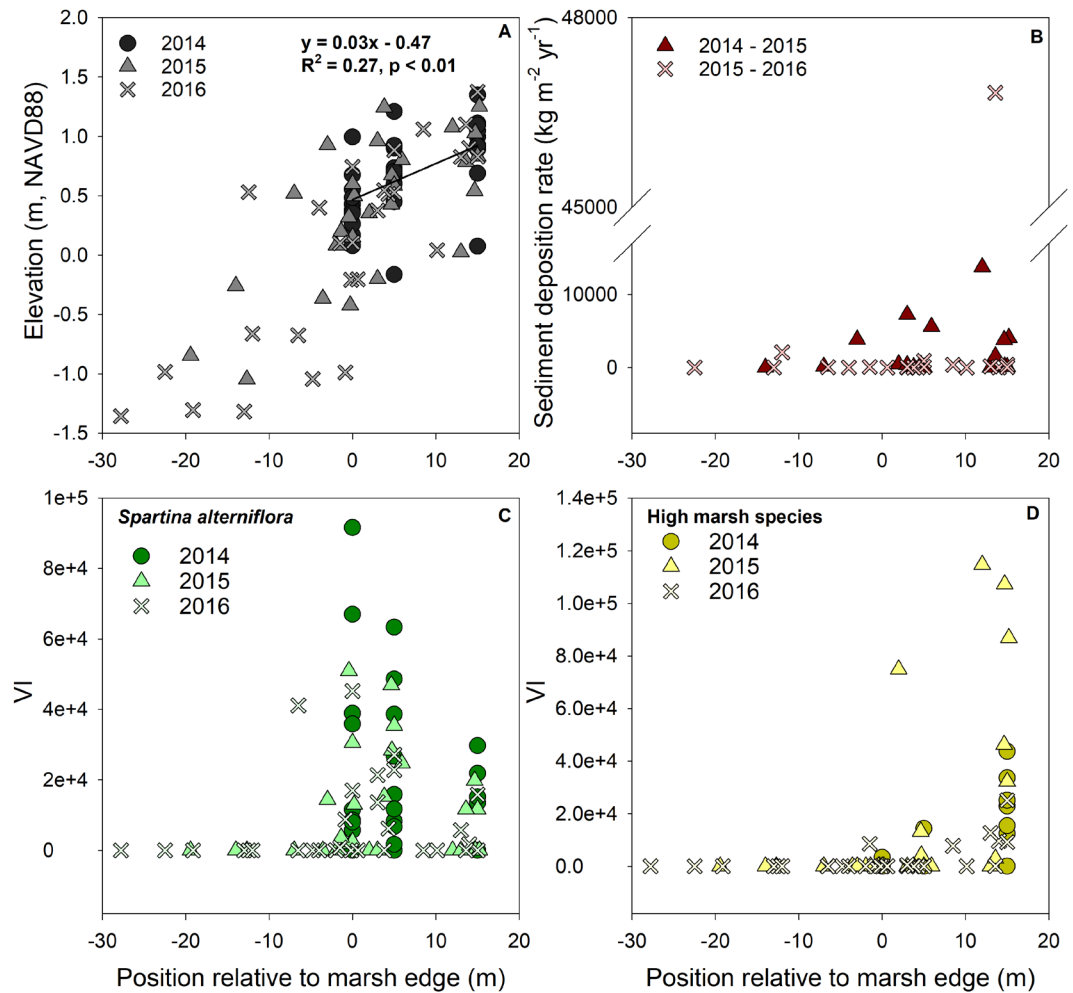 A
y = 0.03x - 0.47
R² = 0.27, p < 0.01
2014
2015
2016
Elevation (m, NAVD88)
2.0
1.5
1.0
0.5
0.0
-0.5
-1.0
-1.5
-30 -20 -10 0 10 20
B
2014 - 2015
2015 - 2016
Sediment deposition rate (kg m⁻² yr⁻¹)
48000
45000
10000
0
-30 -20 -10 0 10 20
C
Spartina alterniflora
2014
2015
2016
VI
1e+5
8e+4
6e+4
4e+4
2e+4
0
-30 -20 -10 0 10 20
Position relative to marsh edge (m)
D
High marsh species
2014
2015
2016
VI
1.4e+5
1.2e+5
1.0e+5
8.0e+4
6.0e+4
4.0e+4
2.0e+4
0.0
-30 -20 -10 0 10 20
Position relative to marsh edge (m)